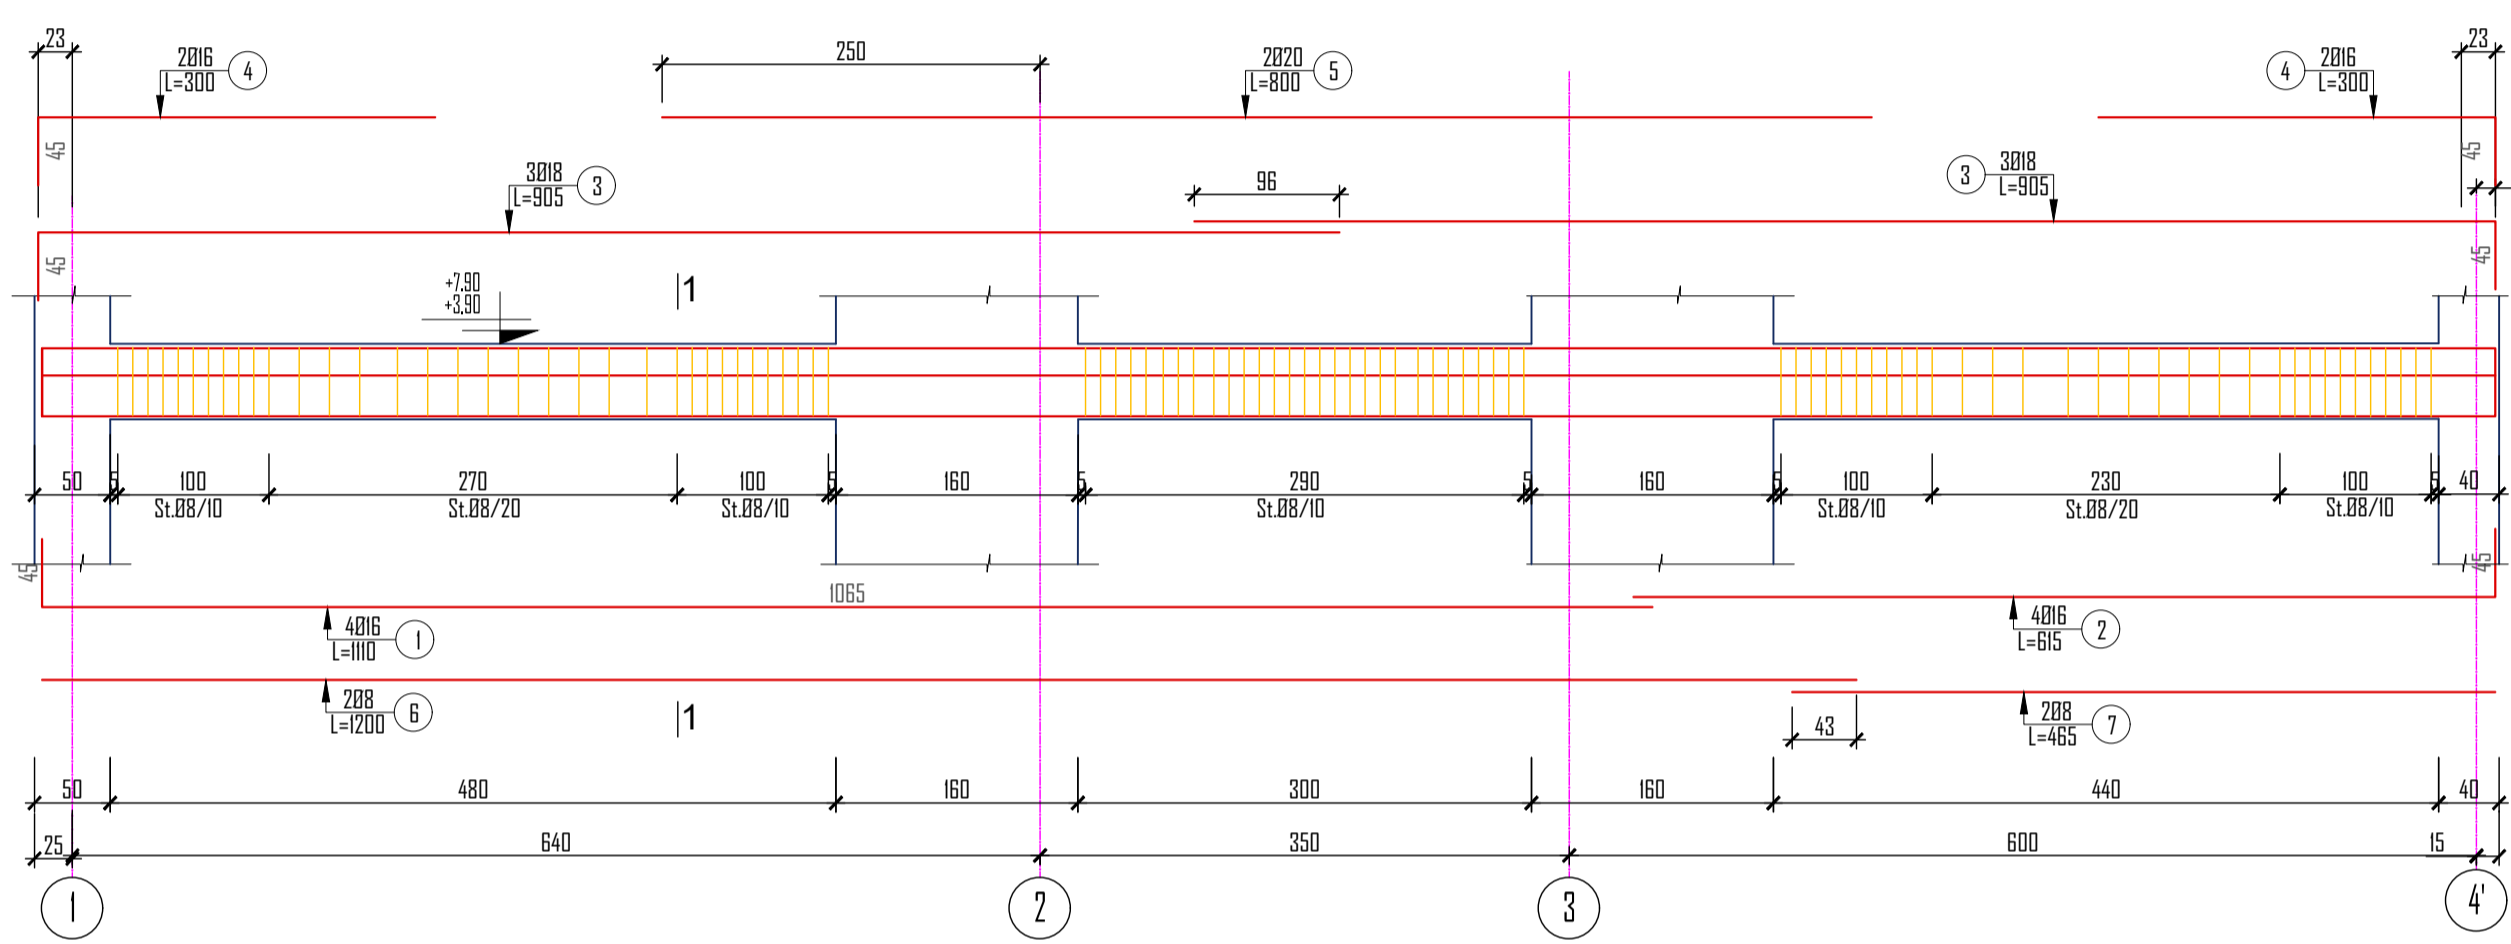 23
2Ø16
L=300
4
250
2Ø20
L=800
5
4
2Ø16
L=300
23
45
45
3Ø18
L=905
3
96
3
3Ø18
L=905
45
45
+7.90
+3.90
1
50
5
100
270
100
5
160
5
290
5
160
5
100
230
100
5
40
St.Ø8/10
St.Ø8/20
St.Ø8/10
St.Ø8/10
St.Ø8/10
St.Ø8/20
St.Ø8/10
45
1065
45
4Ø16
L=1110
1
4Ø16
L=615
2
2Ø8
L=1200
6
1
43
2Ø8
L=465
7
50
480
160
300
160
440
40
25
640
350
600
15
1
2
3
4'